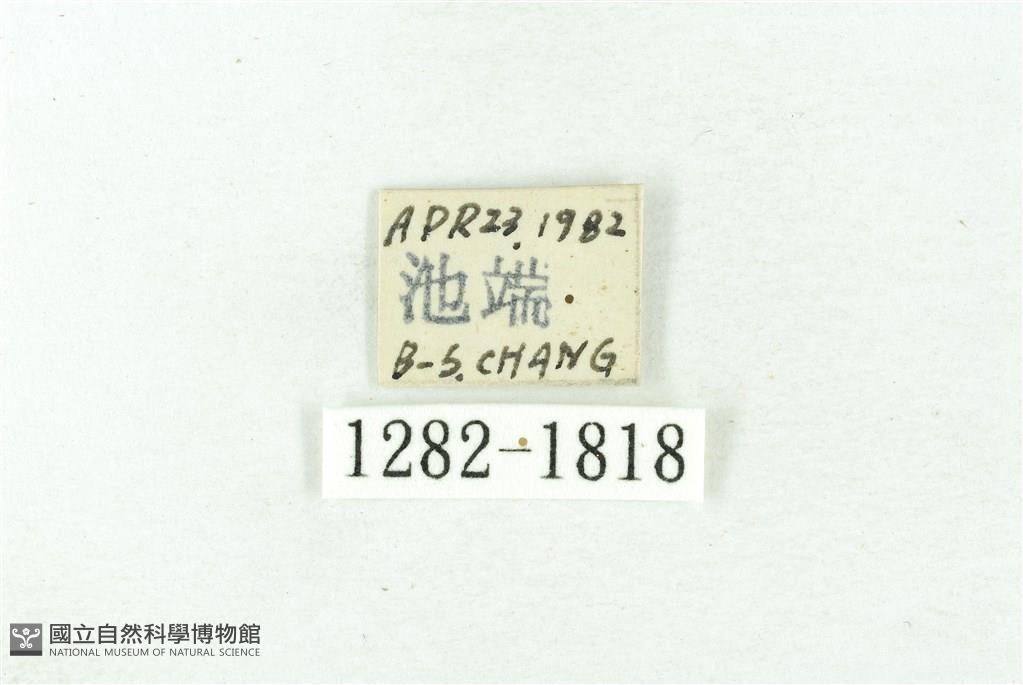 APR23.1982
池端
B-S.CHANG
1282-1818
國立自然科學博物館
NATIONAL MUSEUM OF NATURAL SCIENCE